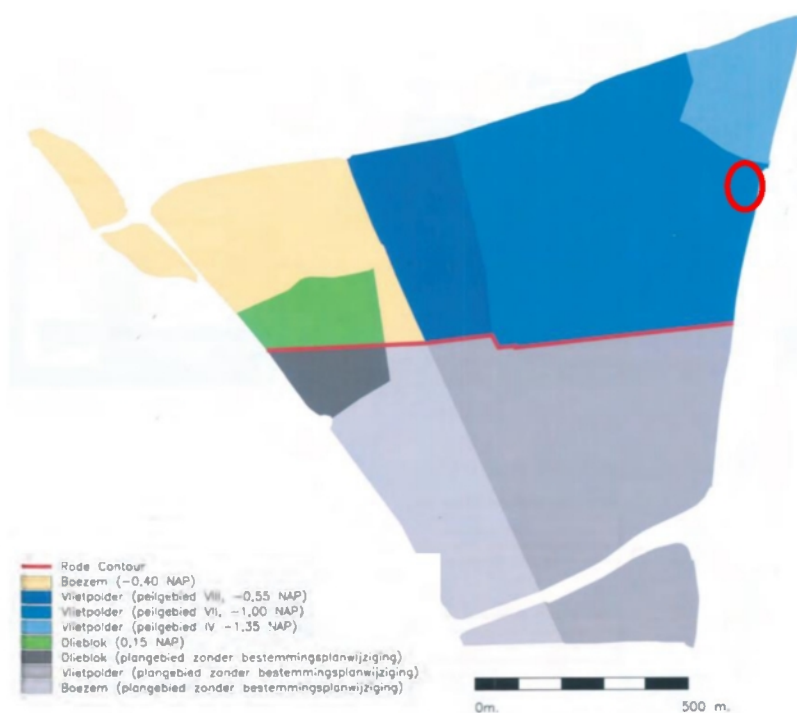 Rode Contour
Boezem (-0.40 NAP)
Vlietpolder (peilgebied VIII, -0.55 NAP)
Vlietpolder (peilgebied VII, -1.00 NAP)
Vlietpolder (peilgebied IV -1.35 NAP)
Olieblok (0.15 NAP)
Olieblok (plangebied zonder bestemmingsplanwijziging)
Vlietpolder (plangebied zonder bestemmingsplanwijziging)
Boezem (plangebied zonder bestemmingsplanwijziging)
0m. 500 m.